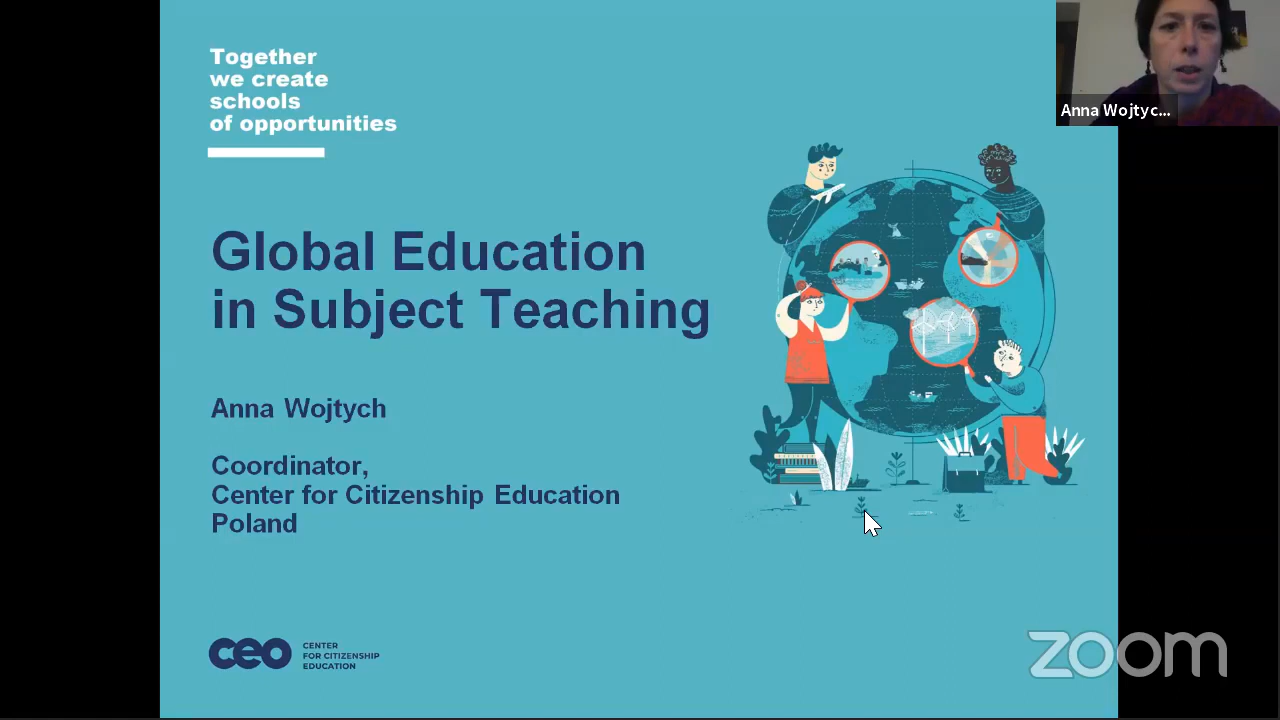 Together
we create
schools
of opportunities
Anna Wojtyc...
Global Education
in Subject Teaching
Anna Wojtych
Coordinator,
Center for Citizenship Education
Poland
ceo
CENTER
FOR CITIZENSHIP
EDUCATION
zoom